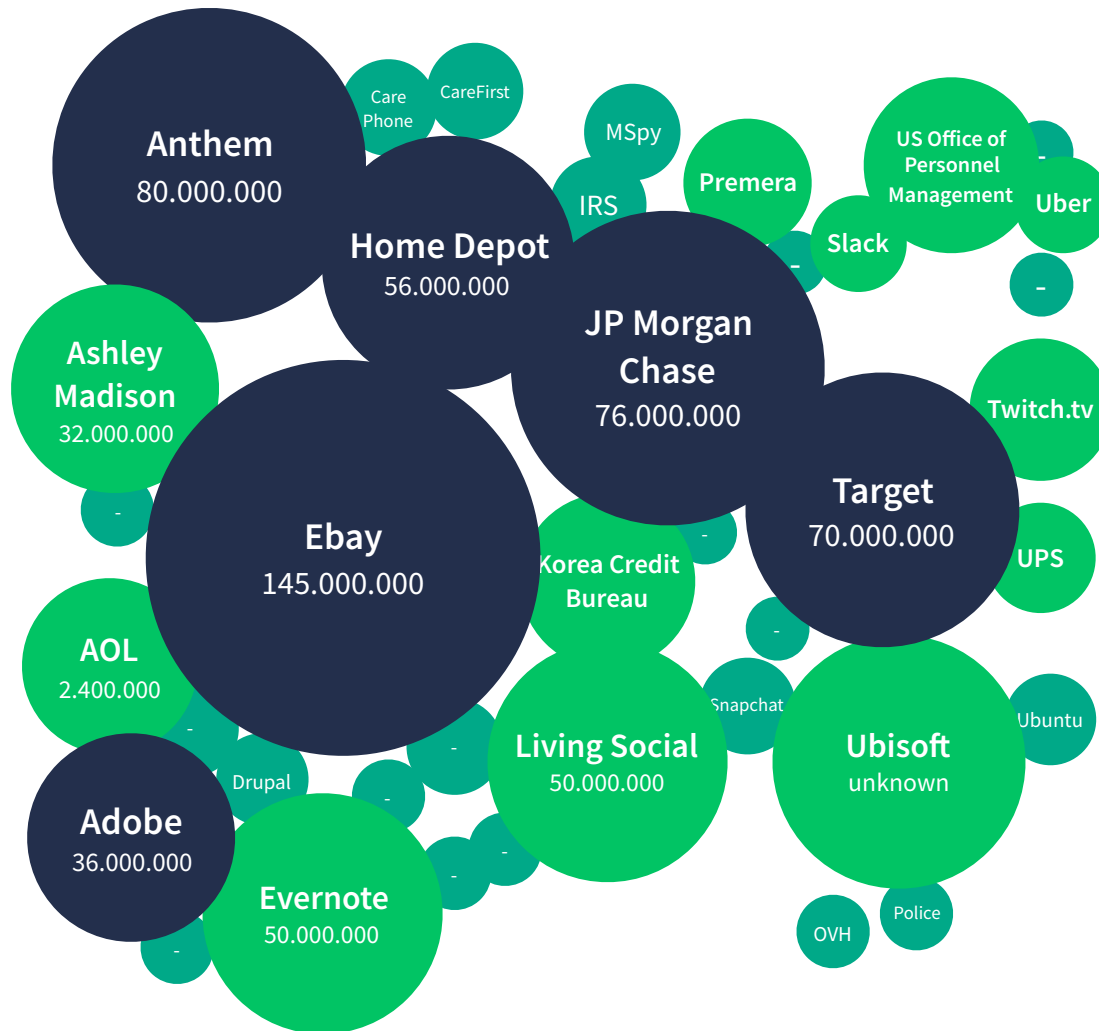 Care
Phone
CareFirst
Anthem
80.000.000
MSpy
US Office of
Personnel
Management
-
Premera
IRS
Uber
Home Depot
56.000.000
Slack
-
-
JP Morgan
Chase
76.000.000
Ashley
Madison
32.000.000
Twitch.tv
Target
70.000.000
-
Ebay
145.000.000
-
Korea Credit
Bureau
UPS
-
AOL
2.400.000
Snapchat
Ubuntu
-
-
Living Social
50.000.000
Ubisoft
unknown
Drupal
-
Adobe
36.000.000
-
-
Evernote
50.000.000
Police
OVH
-